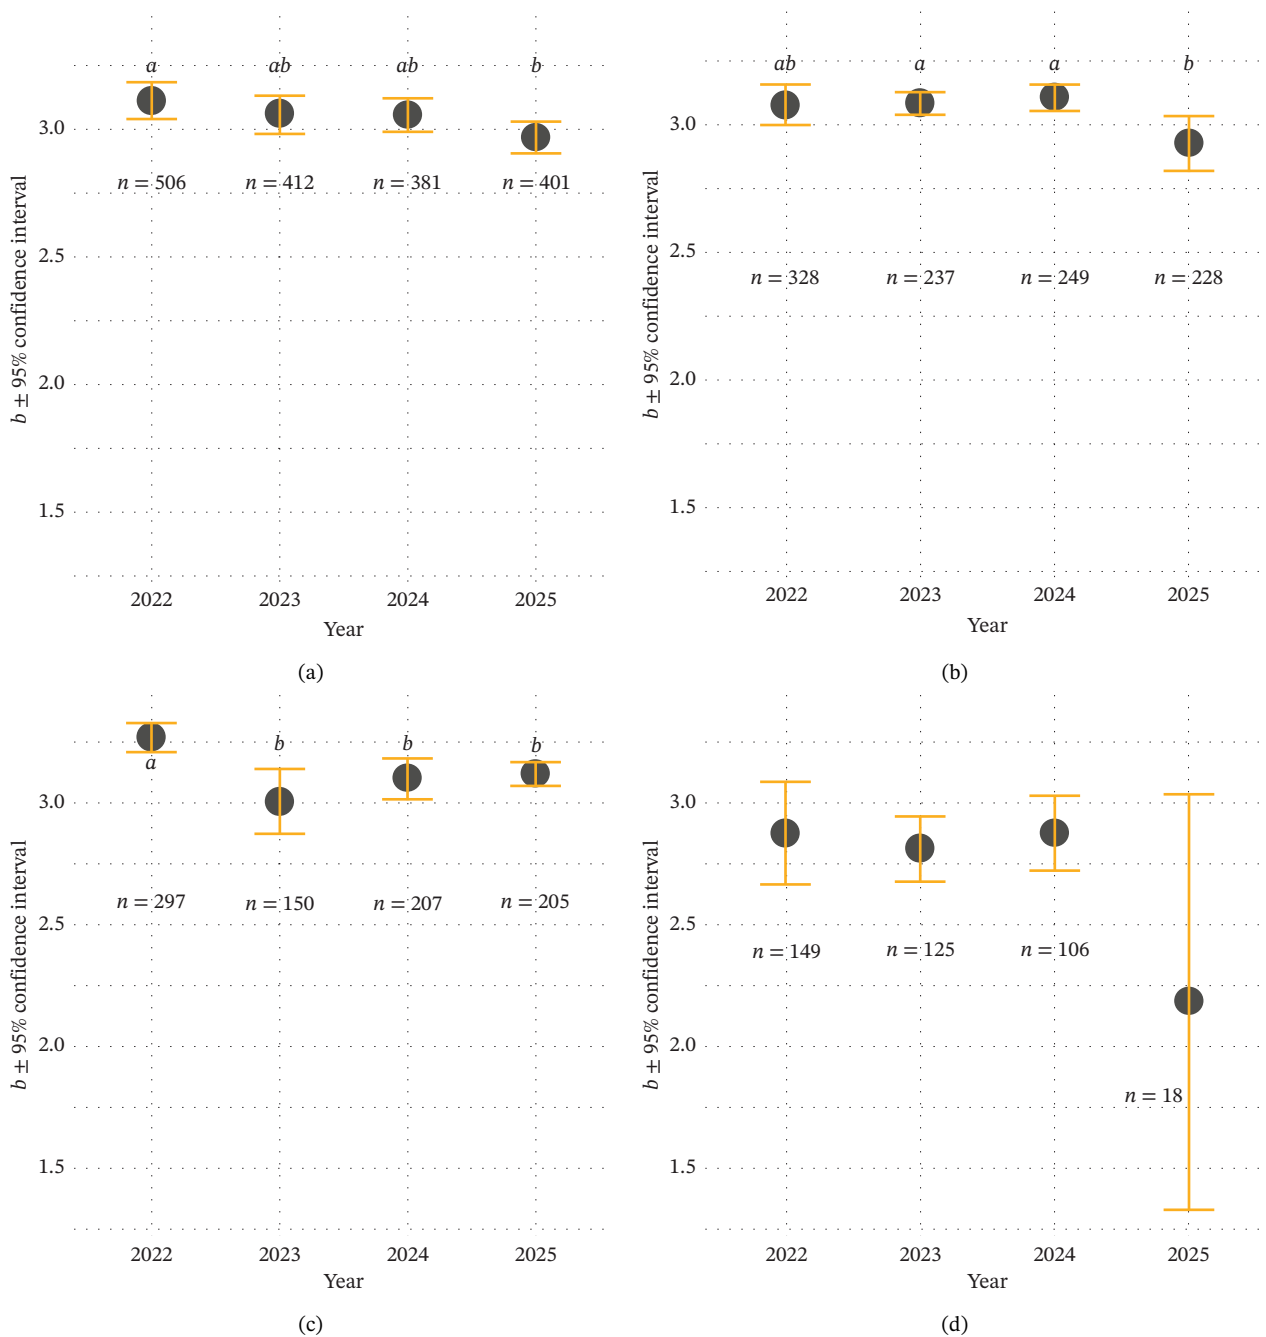 b ± 95% confidence interval
3.0
2.5
2.0
1.5
a ab ab b
n = 506 n = 412 n = 381 n = 401
2022 2023 2024 2025
Year
(a)
b ± 95% confidence interval
3.0
2.5
2.0
1.5
ab a a b
n = 328 n = 237 n = 249 n = 228
2022 2023 2024 2025
Year
(b)
b ± 95% confidence interval
3.0
2.5
2.0
1.5
a b b b
n = 297 n = 150 n = 207 n = 205
2022 2023 2024 2025
Year
(c)
b ± 95% confidence interval
3.0
2.5
2.0
1.5
n = 149 n = 125 n = 106
n = 18
2022 2023 2024 2025
Year
(d)